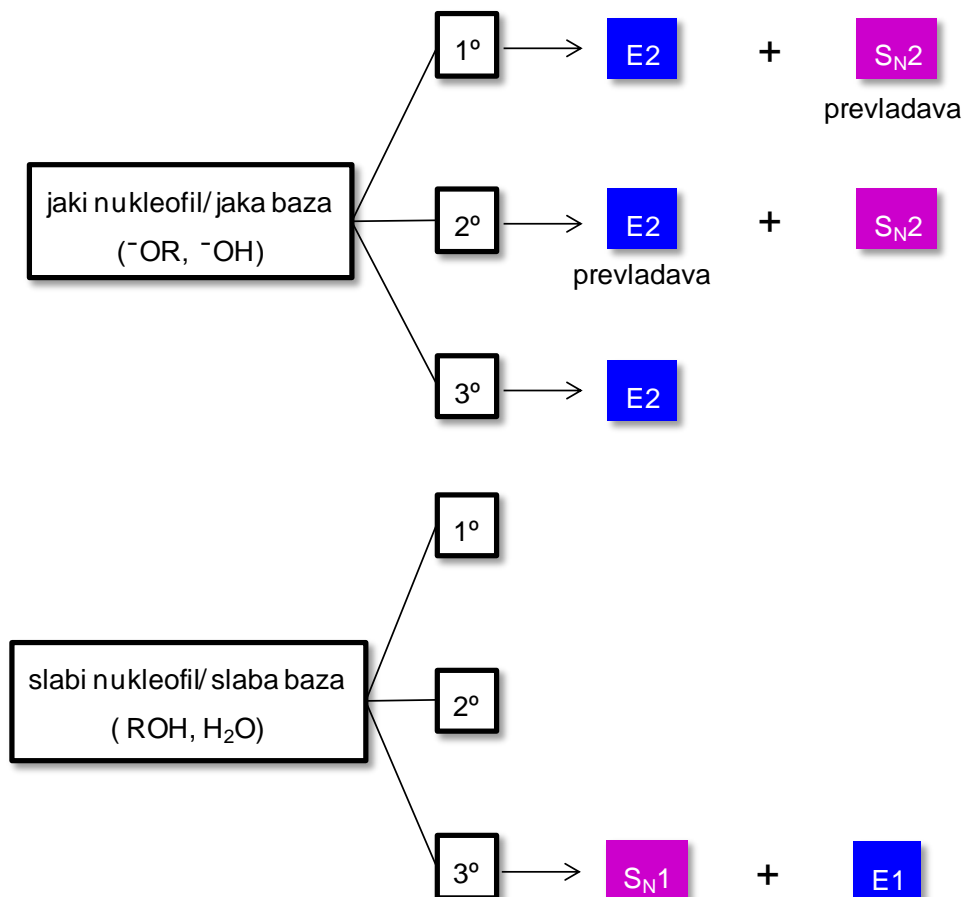 1º E2 + SN2
prevladava
jaki nukleofil/ jaka baza
(⁻OR, ⁻OH)
2º E2 + SN2
prevladava
3º E2
1º
slabi nukleofil/ slaba baza
( ROH, H₂O)
2º
3º SN1 + E1